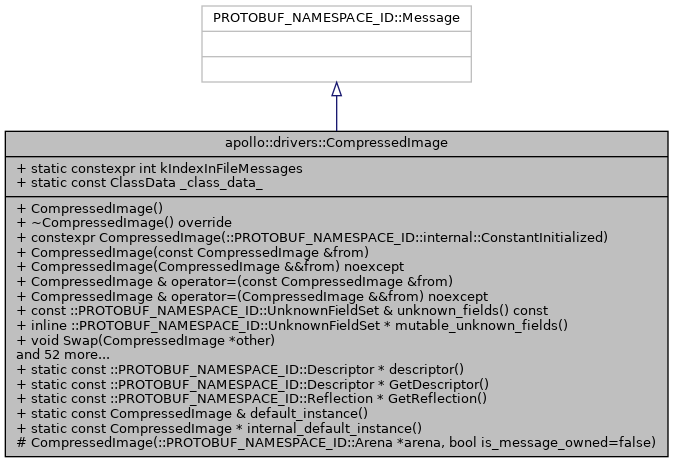 PROTOBUF_NAMESPACE_ID::Message
apollo::drivers::CompressedImage
+ static constexpr int kIndexInFileMessages
+ static const ClassData _class_data_
+ CompressedImage()
+ ~CompressedImage() override
+ constexpr CompressedImage(::PROTOBUF_NAMESPACE_ID::internal::ConstantInitialized)
+ CompressedImage(const CompressedImage &from)
+ CompressedImage(CompressedImage &&from) noexcept
+ CompressedImage & operator=(const CompressedImage &from)
+ CompressedImage & operator=(CompressedImage &&from) noexcept
+ const ::PROTOBUF_NAMESPACE_ID::UnknownFieldSet & unknown_fields() const
+ inline ::PROTOBUF_NAMESPACE_ID::UnknownFieldSet * mutable_unknown_fields()
+ void Swap(CompressedImage *other)
and 52 more...
+ static const ::PROTOBUF_NAMESPACE_ID::Descriptor * descriptor()
+ static const ::PROTOBUF_NAMESPACE_ID::Descriptor * GetDescriptor()
+ static const ::PROTOBUF_NAMESPACE_ID::Reflection * GetReflection()
+ static const CompressedImage & default_instance()
+ static const CompressedImage * internal_default_instance()
# CompressedImage(::PROTOBUF_NAMESPACE_ID::Arena *arena, bool is_message_owned=false)